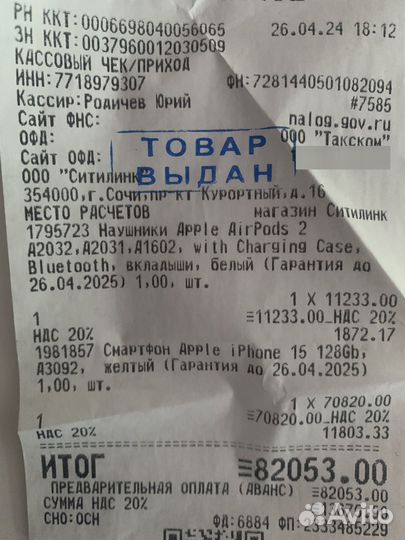 РН ККТ:0006698040056065 26.04.24 18:12
ЗН ККТ:0037960012030509
КАССОВЫЙ ЧЕК/ПРИХОД
ИНН:7718979307 ФН:7281440501082094
Кассир:Родичев Юрий #7585
Сайт ФНС: nalog.gov.ru
ОФД: ООО "Такском"
Сайт ОФД:
ТОВАР
ВЫДАН
ООО "Ситилинк"
354000,г.Сочи,пр-кт Курортный,д.16
МЕСТО РАСЧЕТОВ магазин Ситилинк
1795723 Наушники Apple AirPods 2
A2032,A2031,A1602, with Charging Case,
Bluetooth, вкладыши, белый (Гарантия до
26.04.2025) 1,00, шт.
1 X 11233.00
1 ≡11233.00_НДС 20%
НДС 20% 1872.17
1981857 Смартфон Apple iPhone 15 128Gb,
A3092, желтый (Гарантия до 26.04.2025)
1,00, шт.
1 X 70820.00
1 ≡70820.00_НДС 20%
НДС 20% 11803.33
ИТОГ ≡82053.00
ПРЕДВАРИТЕЛЬНАЯ ОПЛАТА (АВАНС) ≡82053.00
СУММА НДС 20%
СНО:ОСН ФД:6884 ФП:2333485229
Avito